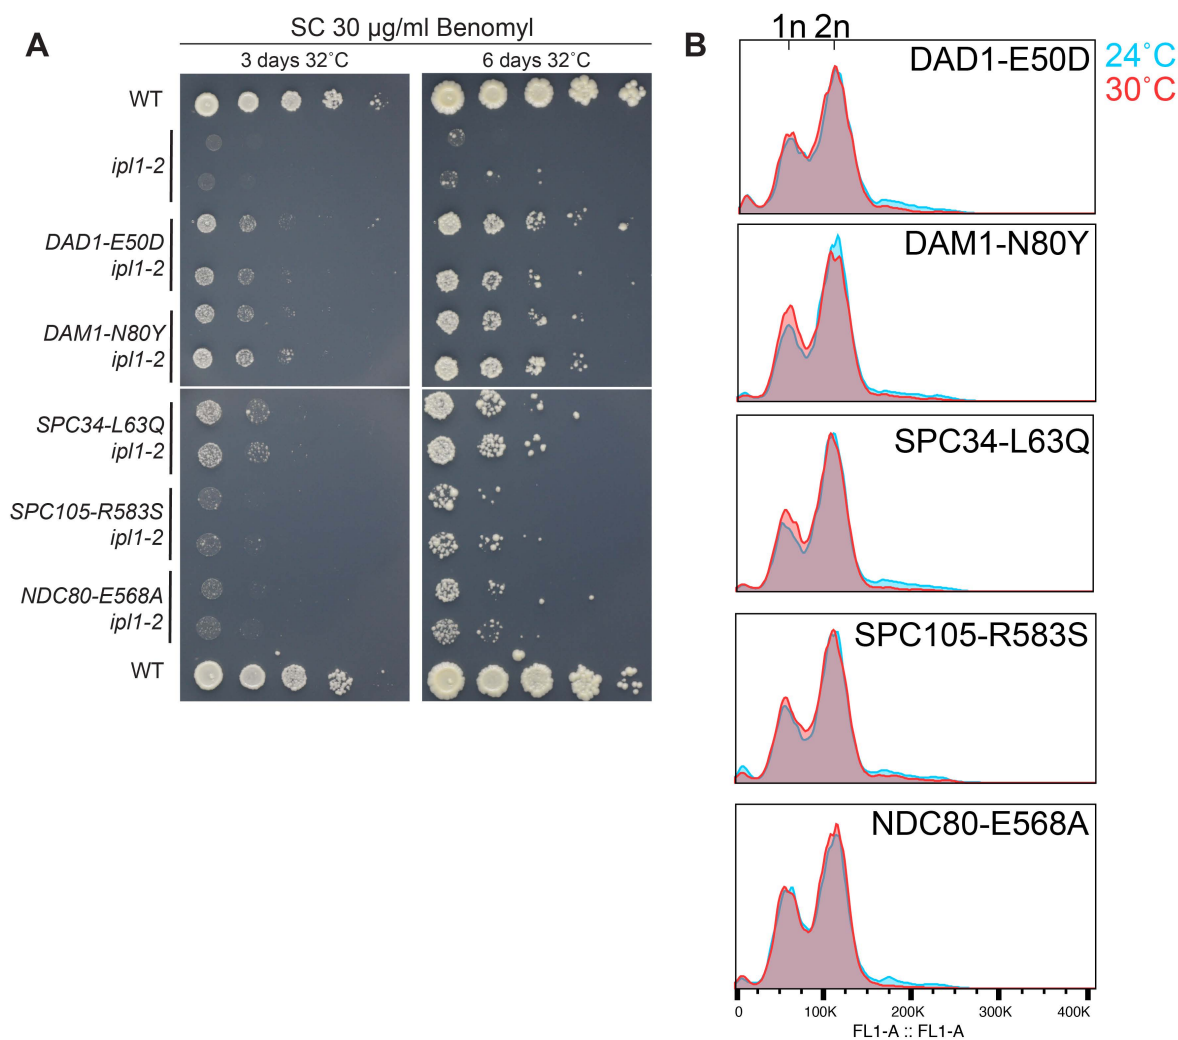 A
SC 30 µg/ml Benomyl
3 days 32˚C
6 days 32˚C
WT
ipl1-2
DAD1-E50D
ipl1-2
DAM1-N80Y
ipl1-2
SPC34-L63Q
ipl1-2
SPC105-R583S
ipl1-2
NDC80-E568A
ipl1-2
WT
B
1n 2n
24˚C
30˚C
DAD1-E50D
DAM1-N80Y
SPC34-L63Q
SPC105-R583S
NDC80-E568A
0 100K 200K 300K 400K
FL1-A :: FL1-A